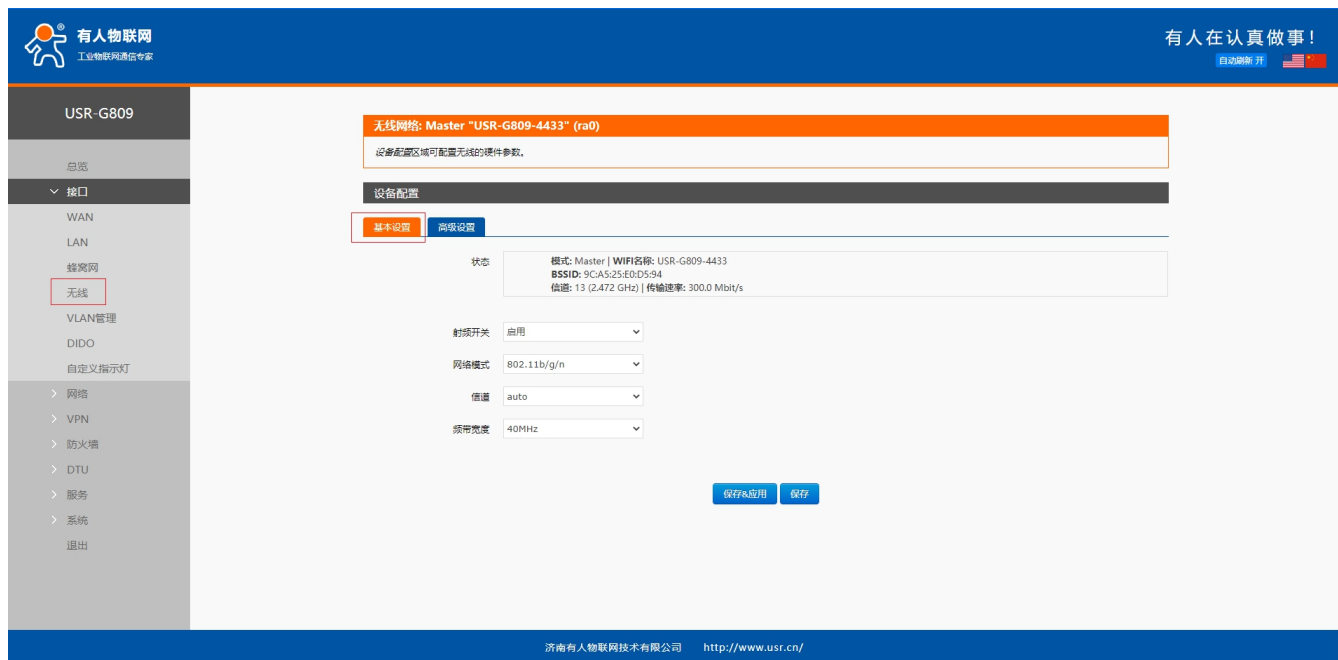 有人物联网
工业物联网通信专家
有人在认真做事!
自动刷新 开
USR-G809
总览
接口
WAN
LAN
蜂窝网
无线
VLAN管理
DIDO
自定义指示灯
网络
VPN
防火墙
DTU
服务
系统
退出
无线网络: Master "USR-G809-4433" (ra0)
设备配置区域可配置无线的硬件参数。
设备配置
基本设置 高级设置
状态
模式: Master | WIFI名称: USR-G809-4433
BSSID: 9C:A5:25:E0:D5:94
信道: 13 (2.472 GHz) | 传输速率: 300.0 Mbit/s
射频开关 启用
网络模式 802.11b/g/n
信道 auto
频带宽度 40MHz
保存&应用 保存
济南有人物联网技术有限公司 http://www.usr.cn/